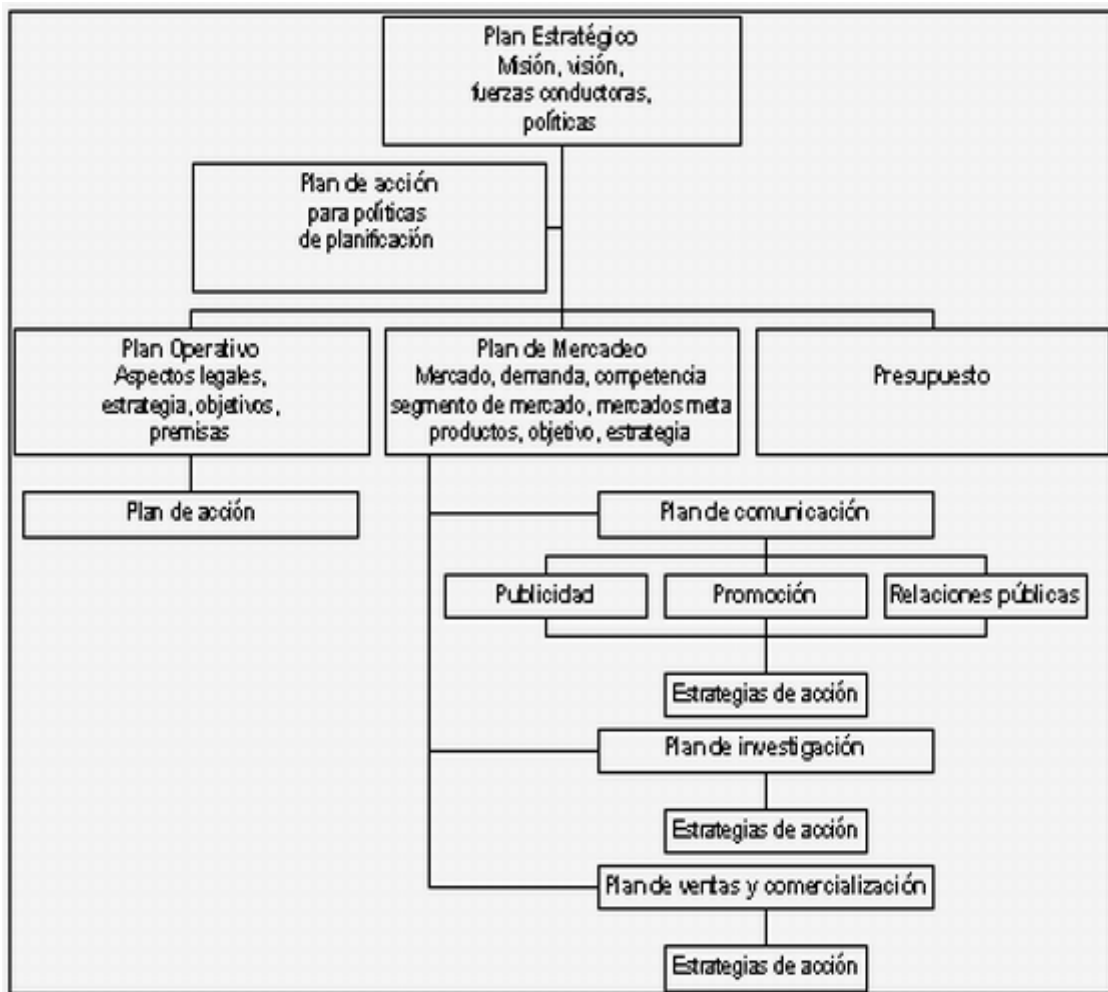 Plan Estratégico
Misión, visión,
fuerzas conductoras,
políticas
Plan de acción
para políticas
de planificación
Plan Operativo
Aspectos legales,
estrategia, objetivos,
premisas
Plan de Mercadeo
Mercado, demanda, competencia
segmento de mercado, mercados meta
productos, objetivo, estrategia
Presupuesto
Plan de acción
Plan de comunicación
Publicidad
Promoción
Relaciones públicas
Estrategias de acción
Plan de investigación
Estrategias de acción
Plan de ventas y comercialización
Estrategias de acción